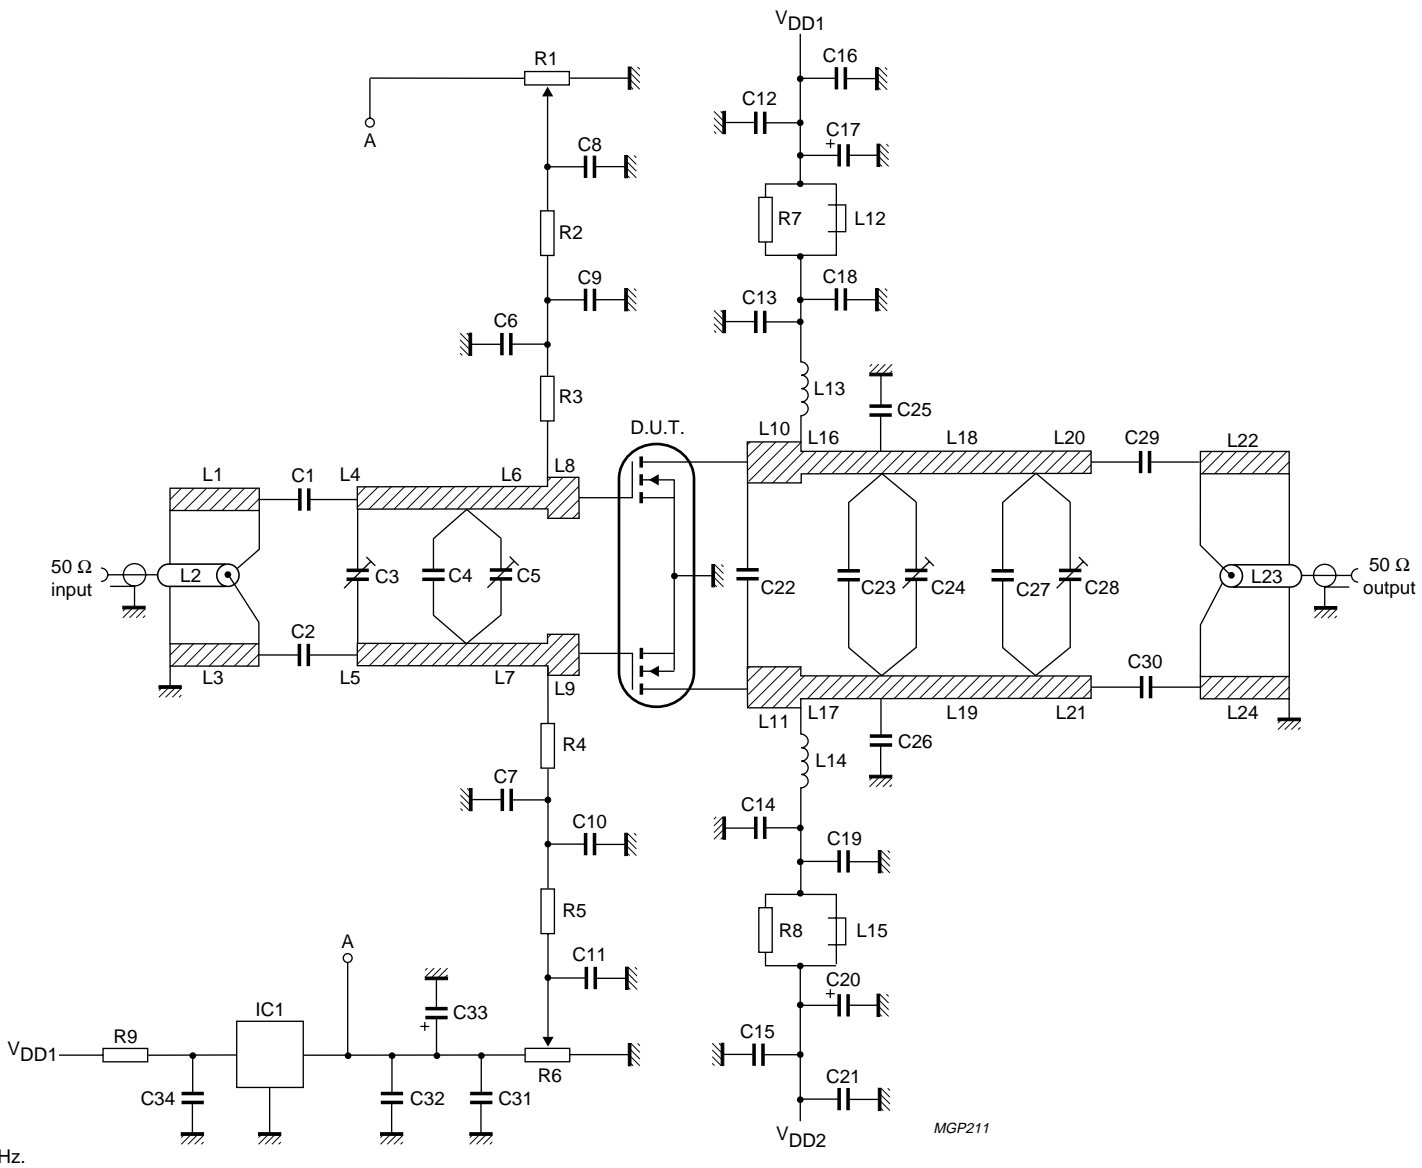 VDD1
R1
C16
C12
A
C17
+
C8
R2
R7
L12
C9
C18
C13
C6
R3
L13
C25
D.U.T.
L10
L16
L18
L20
C29
L22
L1
C1
L4
L6
L8
50 Ω
input
L2
C3
C4
C5
C22
C23
C24
C27
C28
L23
50 Ω
output
C2
L3
L5
L7
L9
L11
L17
L19
L21
C30
L24
R4
L14
C26
C7
C14
C10
C19
R5
R8
L15
A
C11
C20
+
IC1
C33
+
VDD1
R9
C15
R6
C34
C32
C31
C21
VDD2
MGP211
Hz.